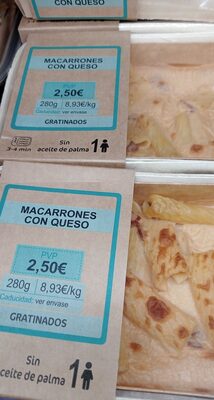 MACARRONES
CON QUESO
PVP
2,50€
280g 8,93€/kg
Caducidad: ver envase
GRATINADOS
3-4 min
Sin
aceite de palma
1
MACARRONES
CON QUESO
PVP
2,50€
280g 8,93€/kg
Caducidad: ver envase
GRATINADOS
Sin
aceite de palma
1